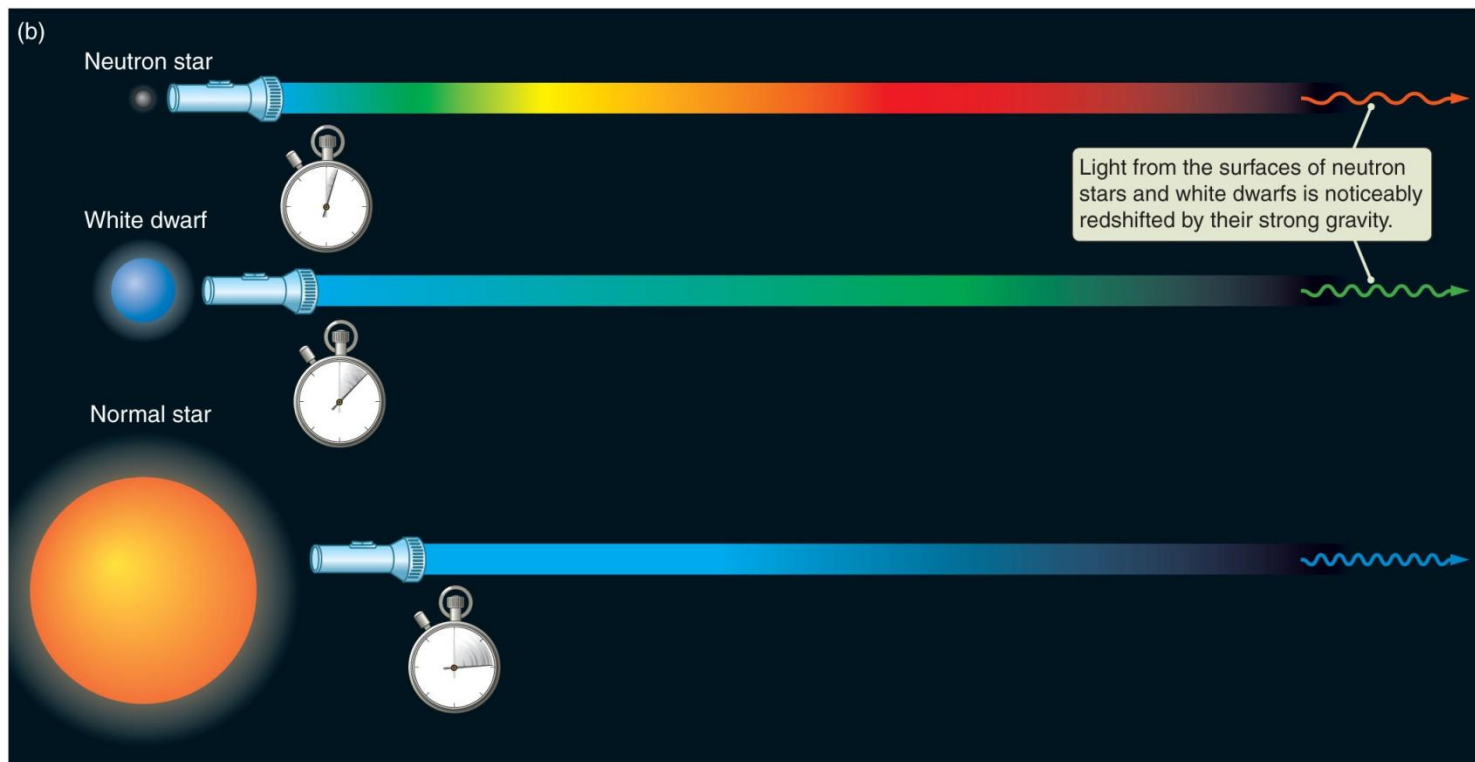 (b)
Neutron star
Light from the surfaces of neutron
stars and white dwarfs is noticeably
redshifted by their strong gravity.
White dwarf
Normal star